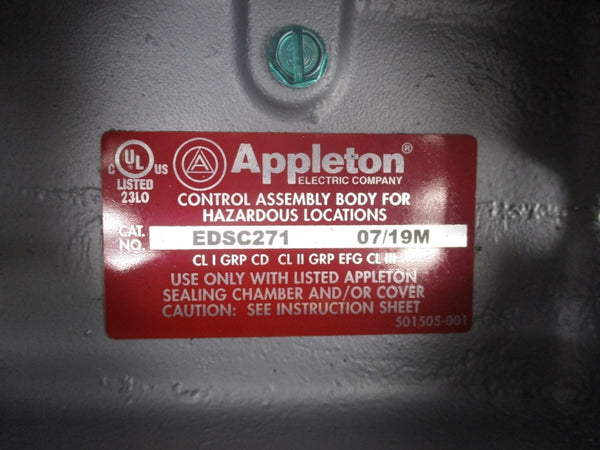 C UL US
LISTED
23L0
A Appleton®
ELECTRIC COMPANY
CONTROL ASSEMBLY BODY FOR
HAZARDOUS LOCATIONS
CAT. NO. EDSC271 07/19M
CL I GRP CD CL II GRP EFG CL III
USE ONLY WITH LISTED APPLETON
SEALING CHAMBER AND/OR COVER
CAUTION: SEE INSTRUCTION SHEET
501505-001